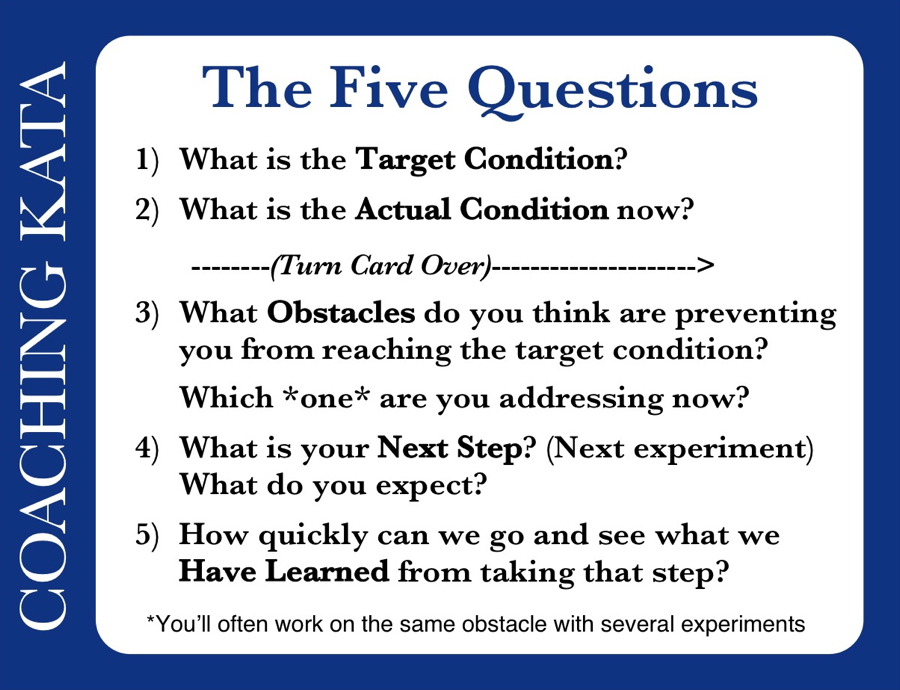 COACHING KATA
The Five Questions
1) What is the Target Condition?
2) What is the Actual Condition now?
--------(Turn Card Over)--------------------->
3) What Obstacles do you think are preventing
you from reaching the target condition?
Which *one* are you addressing now?
4) What is your Next Step? (Next experiment)
What do you expect?
5) How quickly can we go and see what we
Have Learned from taking that step?
*You’ll often work on the same obstacle with several experiments